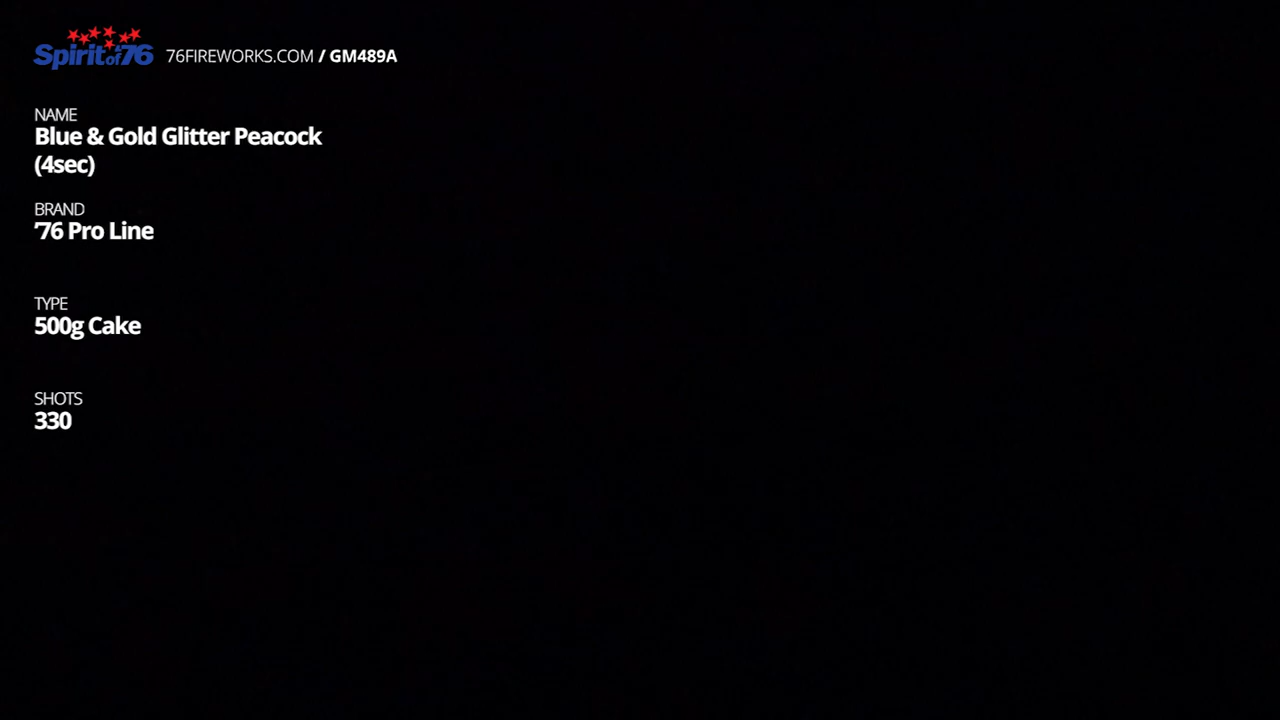 Spirit of '76 76FIREWORKS.COM / GM489A
NAME
Blue & Gold Glitter Peacock
(4sec)
BRAND
'76 Pro Line
TYPE
500g Cake
SHOTS
330